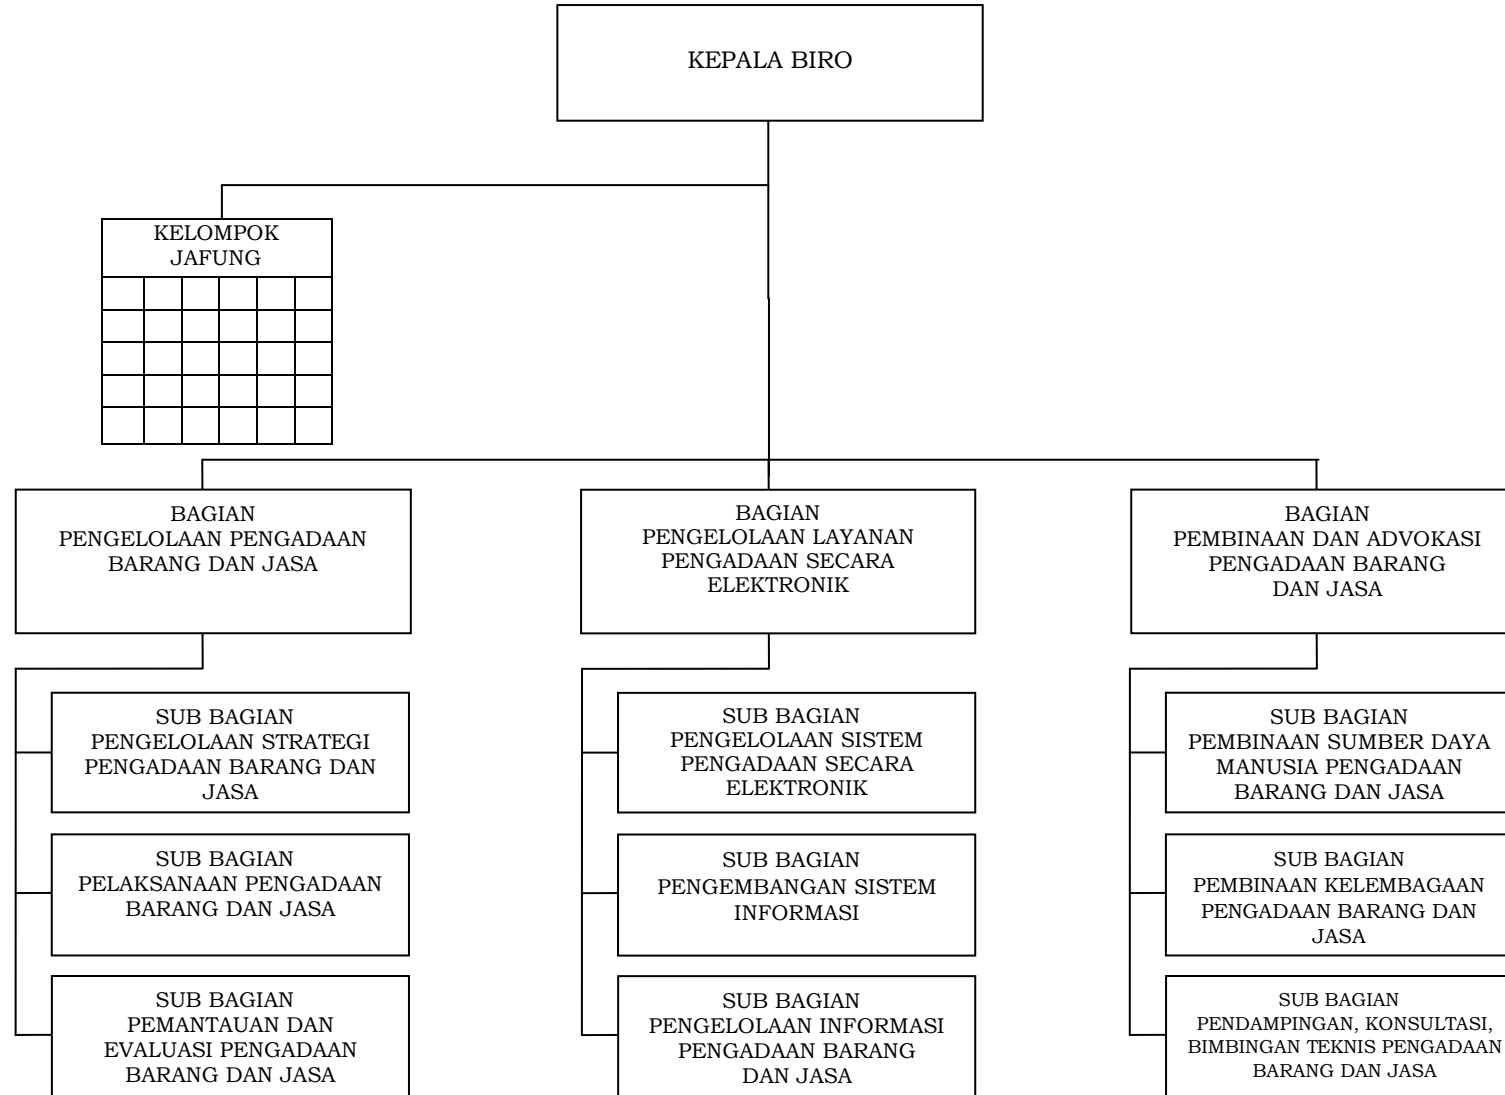 KEPALA BIRO
KELOMPOK
JAFUNG
BAGIAN
PENGELOLAAN PENGADAAN
BARANG DAN JASA
BAGIAN
PENGELOLAAN LAYANAN
PENGADAAN SECARA
ELEKTRONIK
BAGIAN
PEMBINAAN DAN ADVOKASI
PENGADAAN BARANG
DAN JASA
SUB BAGIAN
PENGELOLAAN STRATEGI
PENGADAAN BARANG DAN
JASA
SUB BAGIAN
PENGELOLAAN SISTEM
PENGADAAN SECARA
ELEKTRONIK
SUB BAGIAN
PEMBINAAN SUMBER DAYA
MANUSIA PENGADAAN
BARANG DAN JASA
SUB BAGIAN
PELAKSANAAN PENGADAAN
BARANG DAN JASA
SUB BAGIAN
PENGEMBANGAN SISTEM
INFORMASI
SUB BAGIAN
PEMBINAAN KELEMBAGAAN
PENGADAAN BARANG DAN
JASA
SUB BAGIAN
PEMANTAUAN DAN
EVALUASI PENGADAAN
BARANG DAN JASA
SUB BAGIAN
PENGELOLAAN INFORMASI
PENGADAAN BARANG
DAN JASA
SUB BAGIAN
PENDAMPINGAN, KONSULTASI,
BIMBINGAN TEKNIS PENGADAAN
BARANG DAN JASA